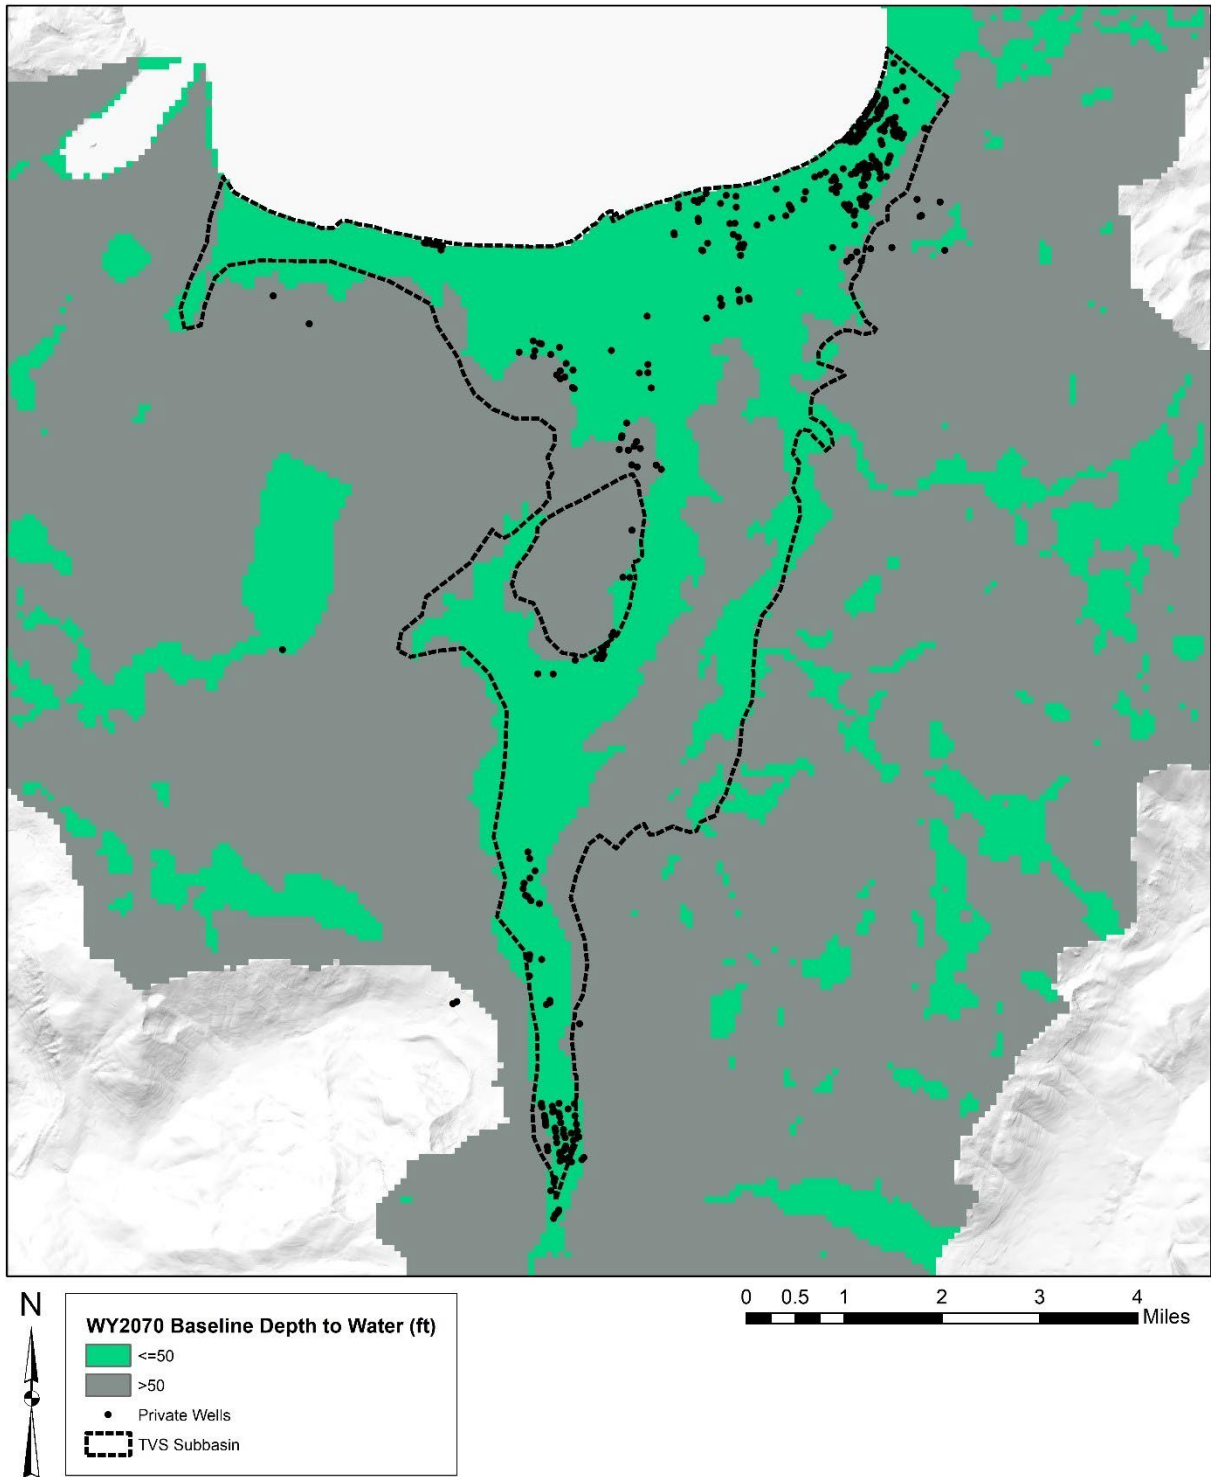 N
WY2070 Baseline Depth to Water (ft)
<=50
>50
Private Wells
TVS Subbasin
0 0.5 1 2 3 4
Miles